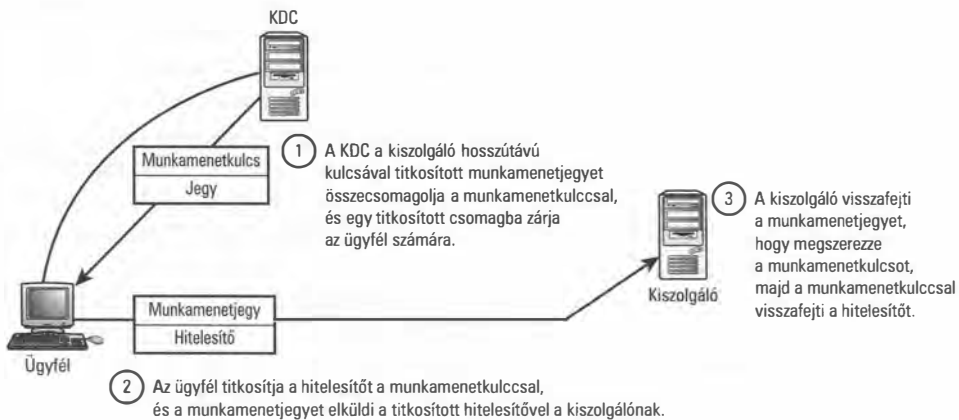 KDC
Munkamenetkulcs
Jegy
1 A KDC a kiszolgáló hosszútávú
kulcsával titkosított munkamenetjegyet
összecsomagolja a munkamenetkulccsal,
és egy titkosított csomagba zárja
az ügyfél számára.
3 A kiszolgáló visszafejti
a munkamenetjegyet,
hogy megszerezze
a munkamenetkulcsot,
majd a munkamenetkulccsal
visszafejti a hitelesítőt.
Kiszolgáló
Munkamenetjegy
Hitelesítő
Ügyfél
2 Az ügyfél titkosítja a hitelesítőt a munkamenetkulccsal,
és a munkamenetjegyet elküldi a titkosított hitelesítővel a kiszolgálónak.